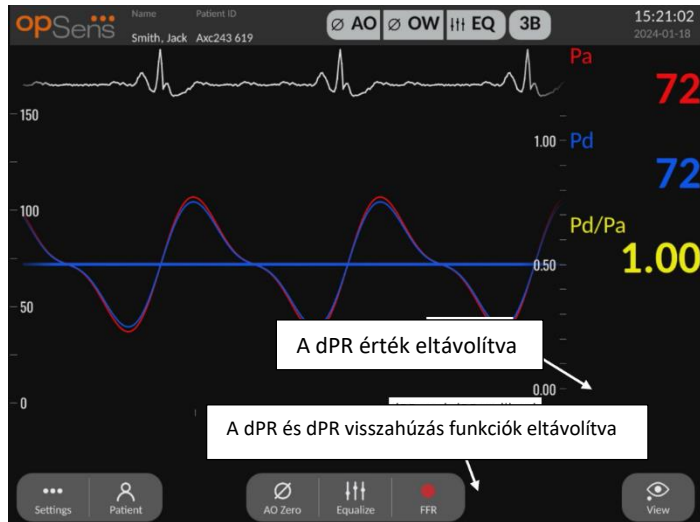 opSens
Name Patient ID
Smith, Jack Axc243 619
Ø AO Ø OW EQ 3B
15:21:02
2024-01-18
Pa
72
150
1.00
Pd
72
100
Pd/Pa
1.00
0.50
50
A dPR érték eltávolítva
0.00
0
A dPR és dPR visszahúzás funkciók eltávolítva
Settings Patient AO Zero Equalize FFR View